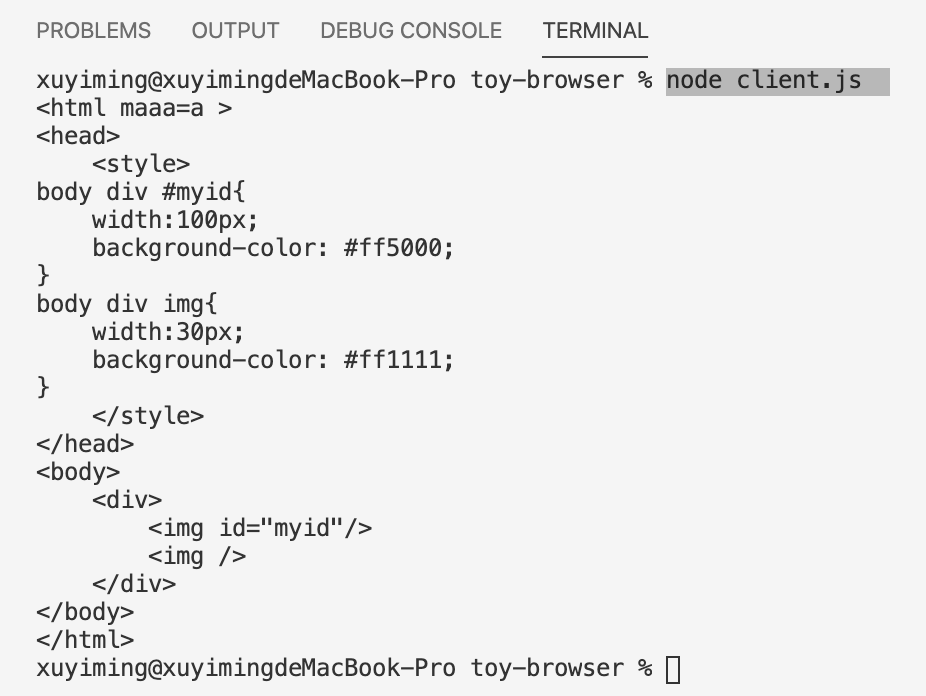 PROBLEMS OUTPUT DEBUG CONSOLE TERMINAL
xuyiming@xuyimingdeMacBook-Pro toy-browser % node client.js
<html maaa=a >
<head>
    <style>
body div #myid{
    width:100px;
    background-color: #ff5000;
}
body div img{
    width:30px;
    background-color: #ff1111;
}
    </style>
</head>
<body>
    <div>
        <img id="myid"/>
        <img />
    </div>
</body>
</html>
xuyiming@xuyimingdeMacBook-Pro toy-browser %